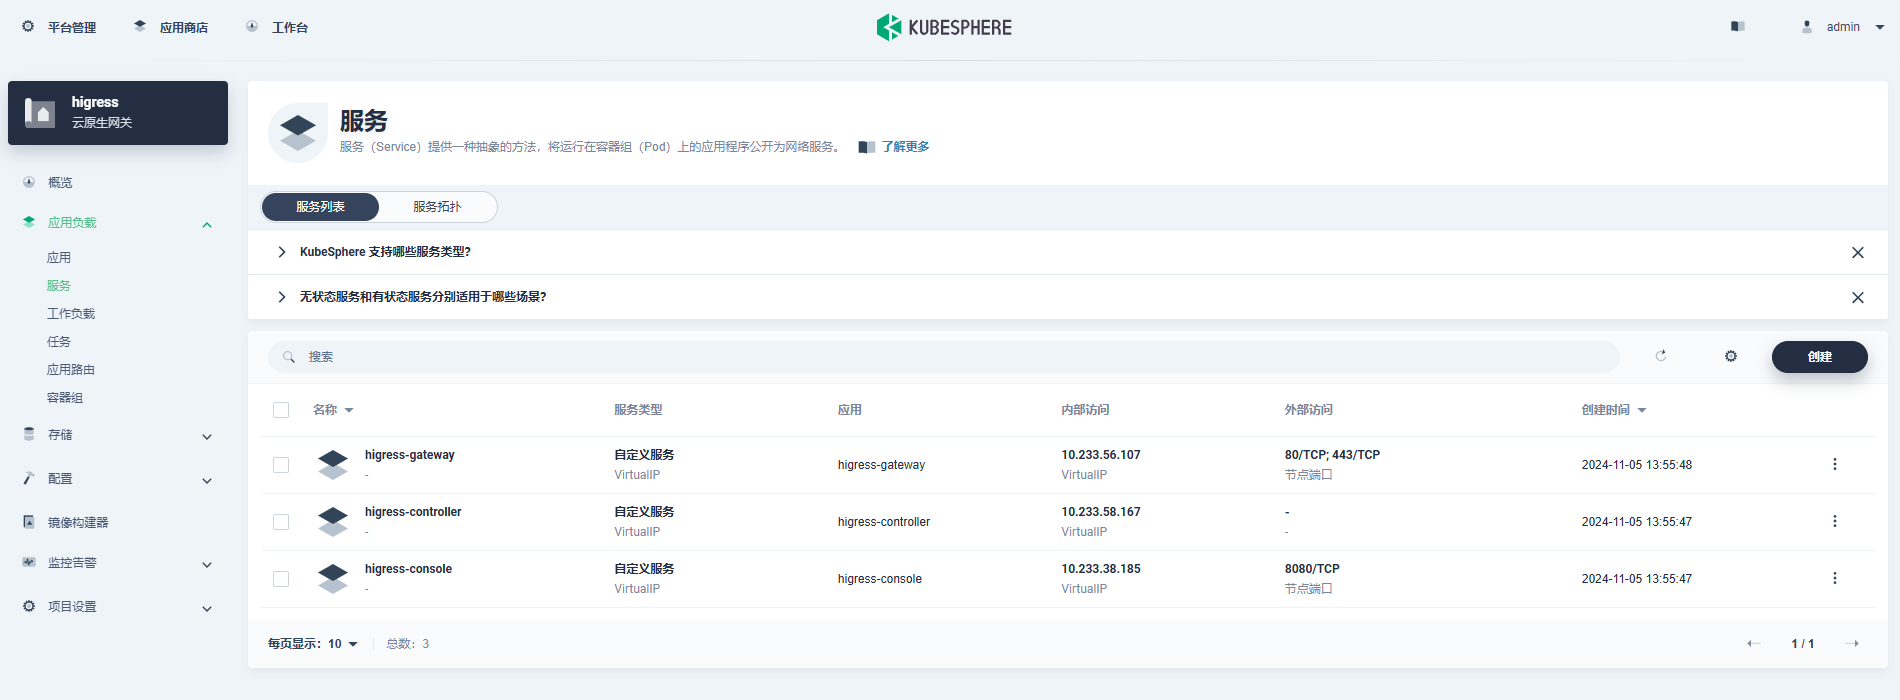 平台管理
应用商店
工作台
KUBESPHERE
admin
higress
云原生网关
概览
应用负载
应用
服务
工作负载
任务
应用路由
容器组
存储
配置
镜像构建器
监控告警
项目设置
服务
服务（Service）提供一种抽象的方法，将运行在容器组（Pod）上的应用程序公开为网络服务。 了解更多
服务列表 服务拓扑
KubeSphere 支持哪些服务类型?
无状态服务和有状态服务分别适用于哪些场景?
搜索
创建
名称 服务类型 应用 内部访问 外部访问 创建时间
higress-gateway 自定义服务 higress-gateway 10.233.56.107 80/TCP; 443/TCP 2024-11-05 13:55:48
- VirtualIP VirtualIP 节点端口
higress-controller 自定义服务 higress-controller 10.233.58.167 - 2024-11-05 13:55:47
- VirtualIP VirtualIP -
higress-console 自定义服务 higress-console 10.233.38.185 8080/TCP 2024-11-05 13:55:47
- VirtualIP VirtualIP 节点端口
每页显示：10 总数：3
1 / 1